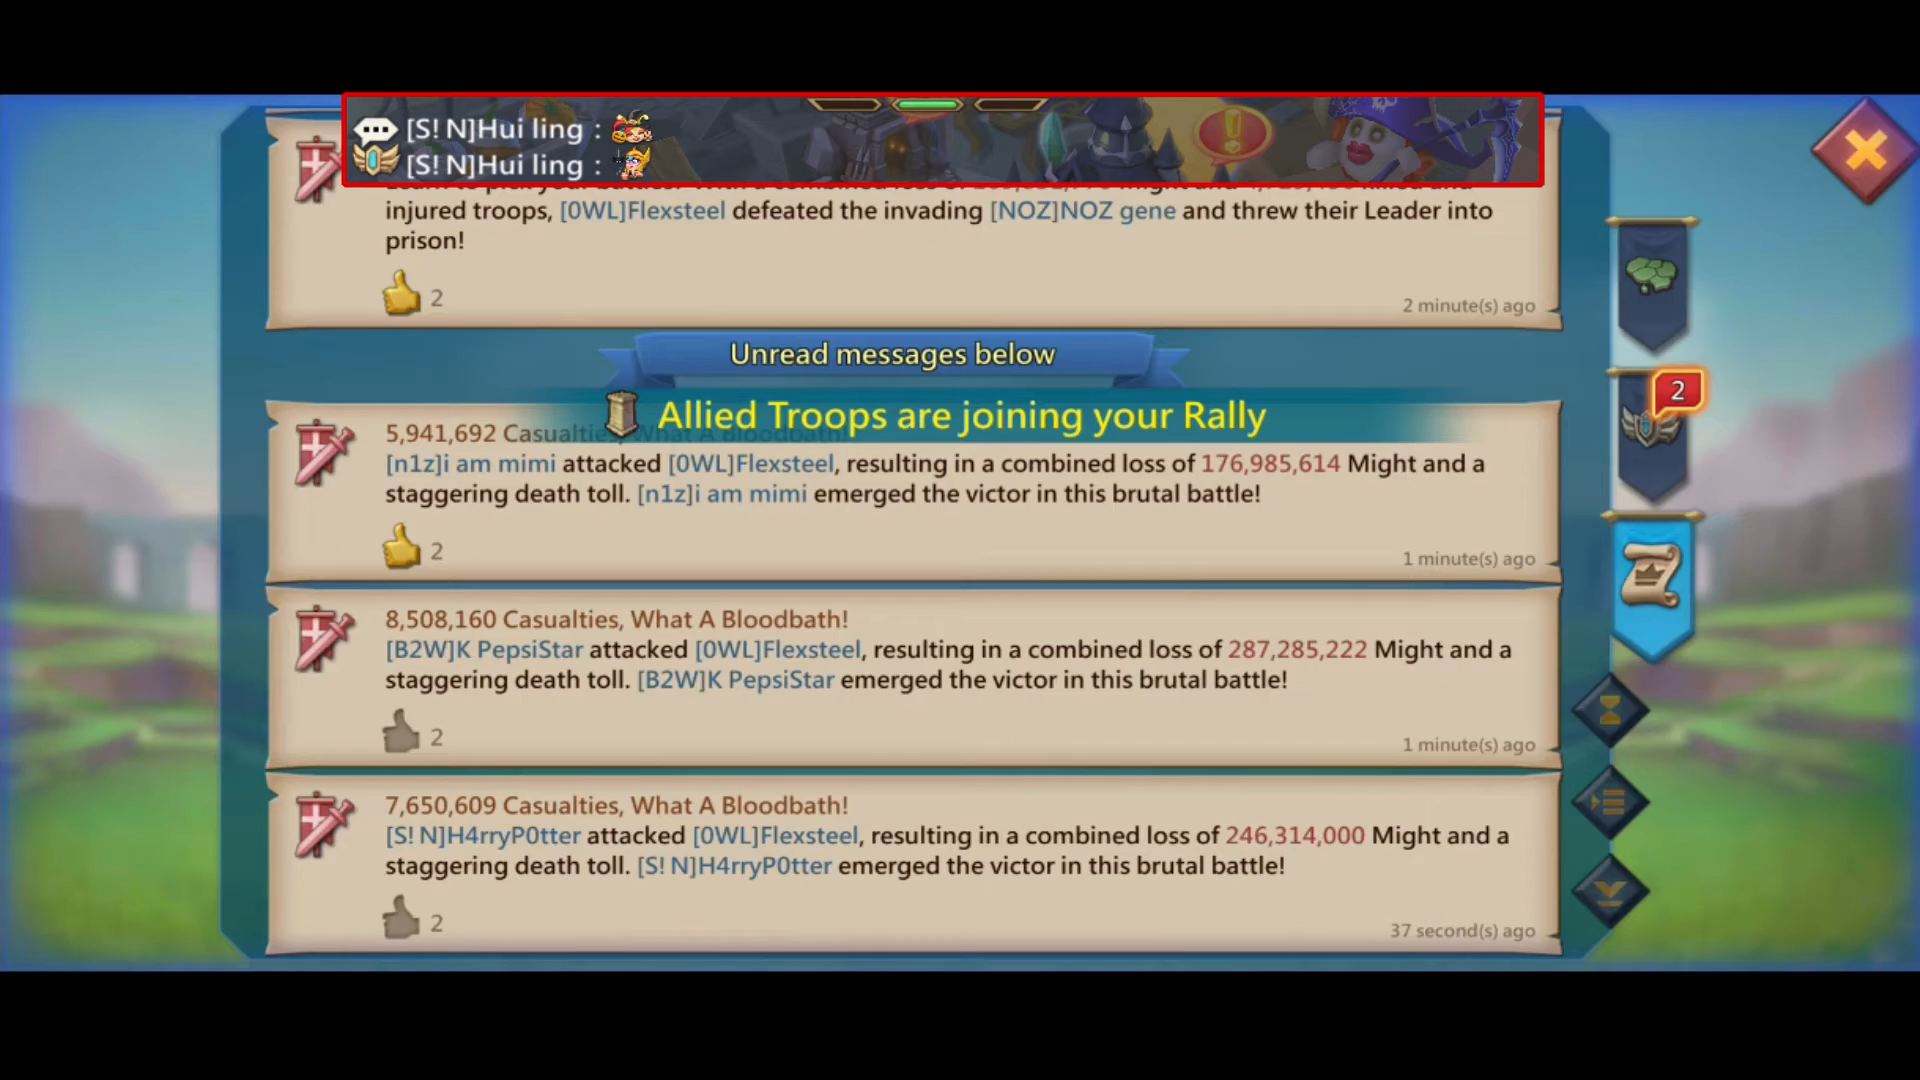 [S! N]Hui ling :
[S! N]Hui ling :
injured troops, [0WL]Flexsteel defeated the invading [NOZ]NOZ gene and threw their Leader into
prison!
2
2 minute(s) ago
Unread messages below
Allied Troops are joining your Rally
2
5,941,692 Casualties, What A Bloodbath!
[n1z]i am mimi attacked [0WL]Flexsteel, resulting in a combined loss of 176,985,614 Might and a
staggering death toll. [n1z]i am mimi emerged the victor in this brutal battle!
2
1 minute(s) ago
8,508,160 Casualties, What A Bloodbath!
[B2W]K PepsiStar attacked [0WL]Flexsteel, resulting in a combined loss of 287,285,222 Might and a
staggering death toll. [B2W]K PepsiStar emerged the victor in this brutal battle!
2
1 minute(s) ago
7,650,609 Casualties, What A Bloodbath!
[S! N]H4rryP0tter attacked [0WL]Flexsteel, resulting in a combined loss of 246,314,000 Might and a
staggering death toll. [S! N]H4rryP0tter emerged the victor in this brutal battle!
2
37 second(s) ago